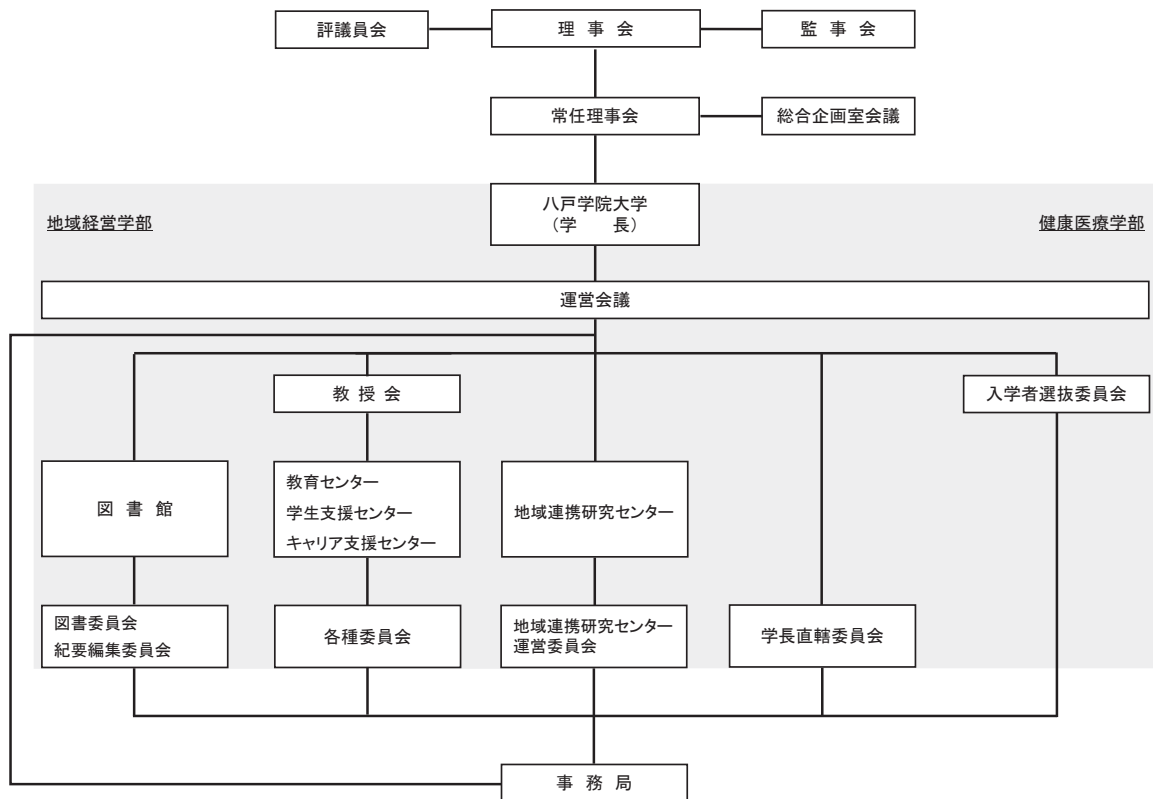 評議員会
理事会
監事会
常任理事会
総合企画室会議
八戸学院大学
(学　長)
地域経営学部
健康医療学部
運営会議
教授会
入学者選抜委員会
図書館
教育センター
学生支援センター
キャリア支援センター
地域連携研究センター
図書委員会
紀要編集委員会
各種委員会
地域連携研究センター
運営委員会
学長直轄委員会
事務局